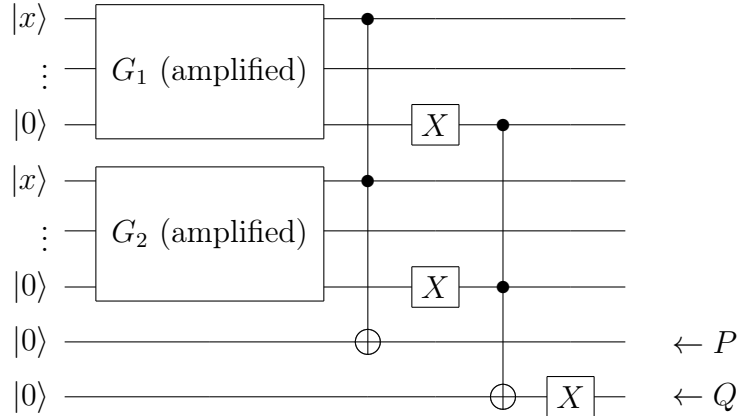 |x⟩
⋮
G₁ (amplified)
|0⟩
X
|x⟩
⋮
G₂ (amplified)
|0⟩
X
|0⟩
← P
|0⟩
X
← Q